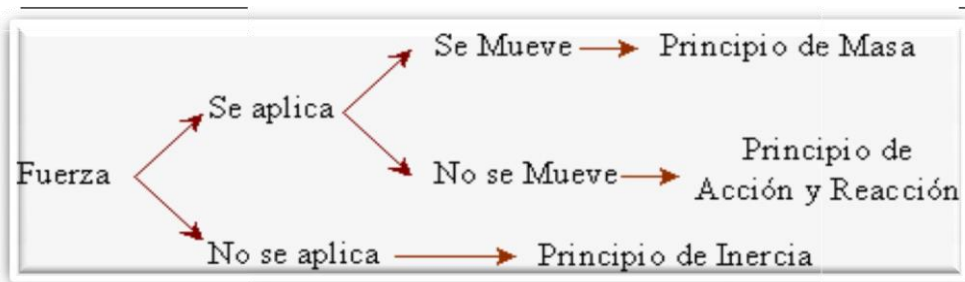 Se Mueve
Principio de Masa
Se aplica
Fuerza
No se Mueve
Principio de
Acción y Reacción
No se aplica
Principio de Inercia